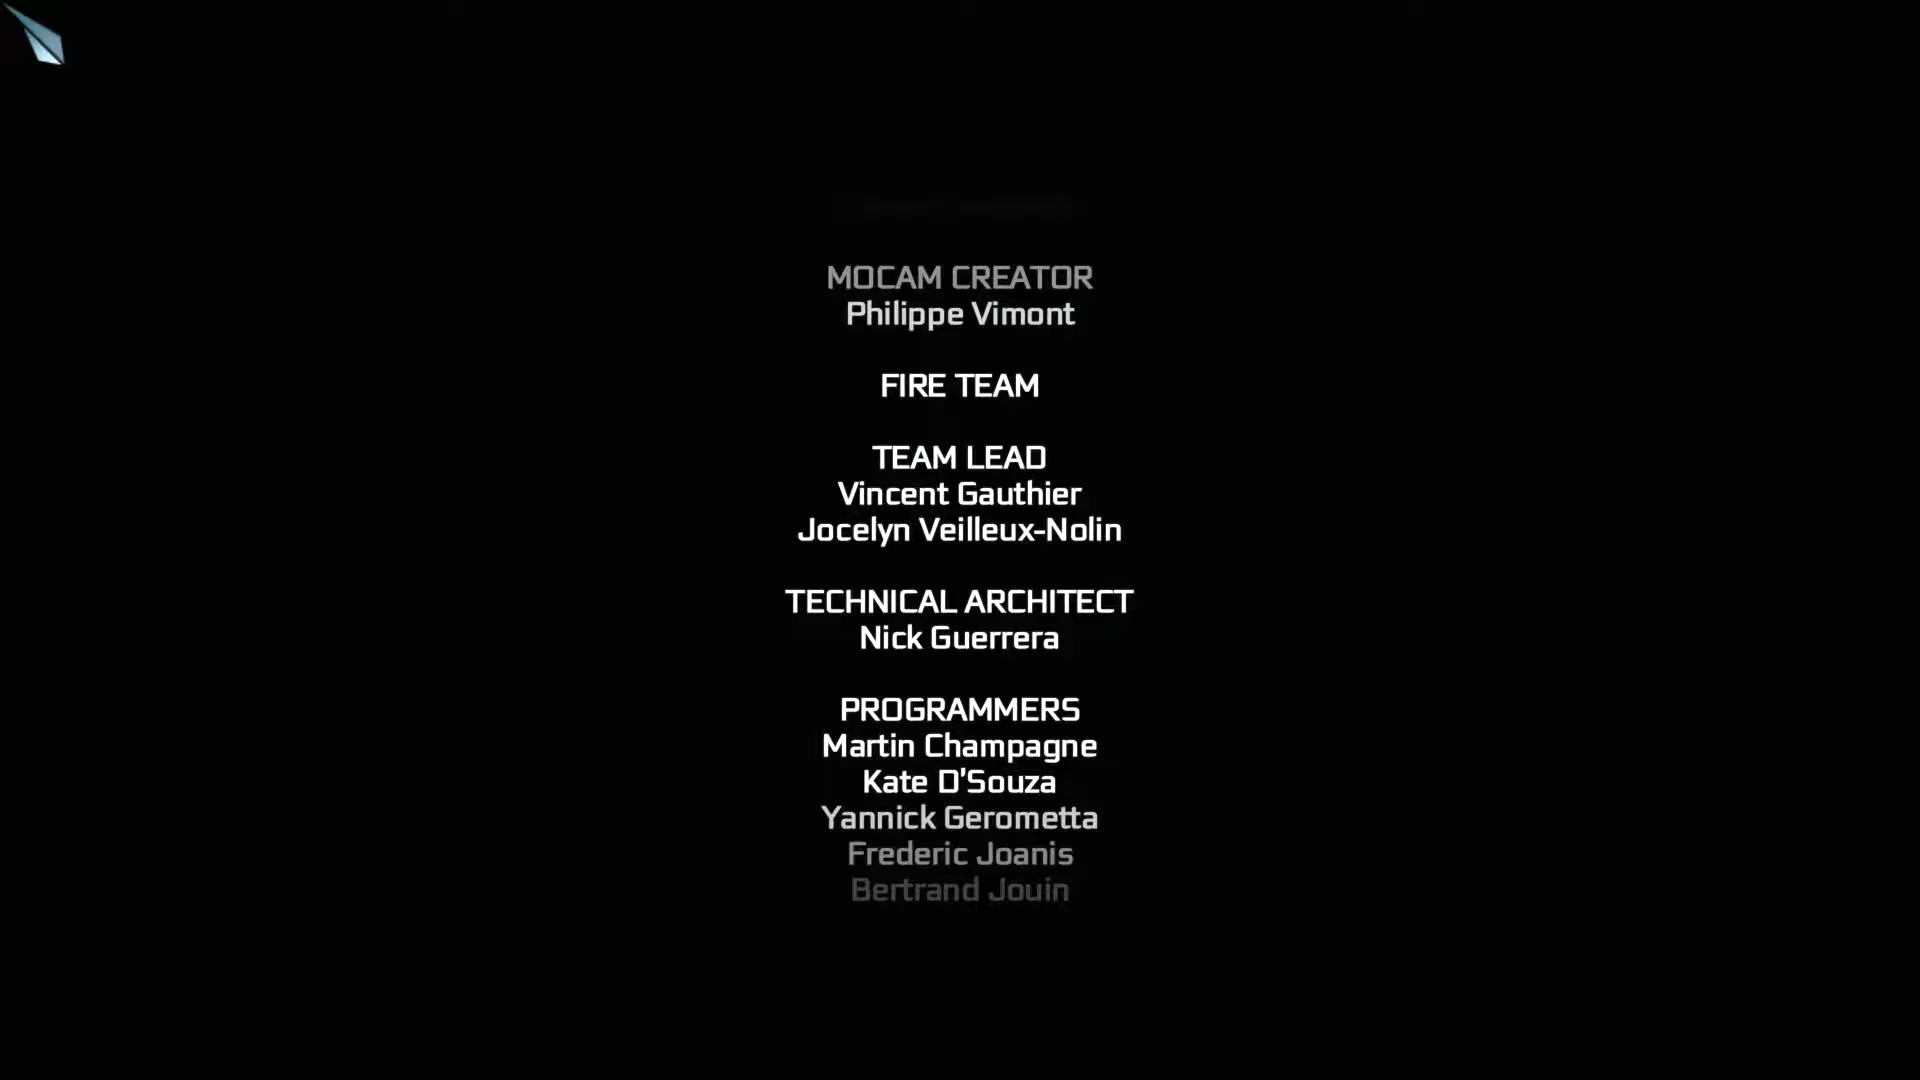 MOCAM CREATOR
Philippe Vimont
FIRE TEAM
TEAM LEAD
Vincent Gauthier
Jocelyn Veilleux-Nolin
TECHNICAL ARCHITECT
Nick Guerrera
PROGRAMMERS
Martin Champagne
Kate D'Souza
Yannick Gerometta
Frederic Joanis
Bertrand Jouin